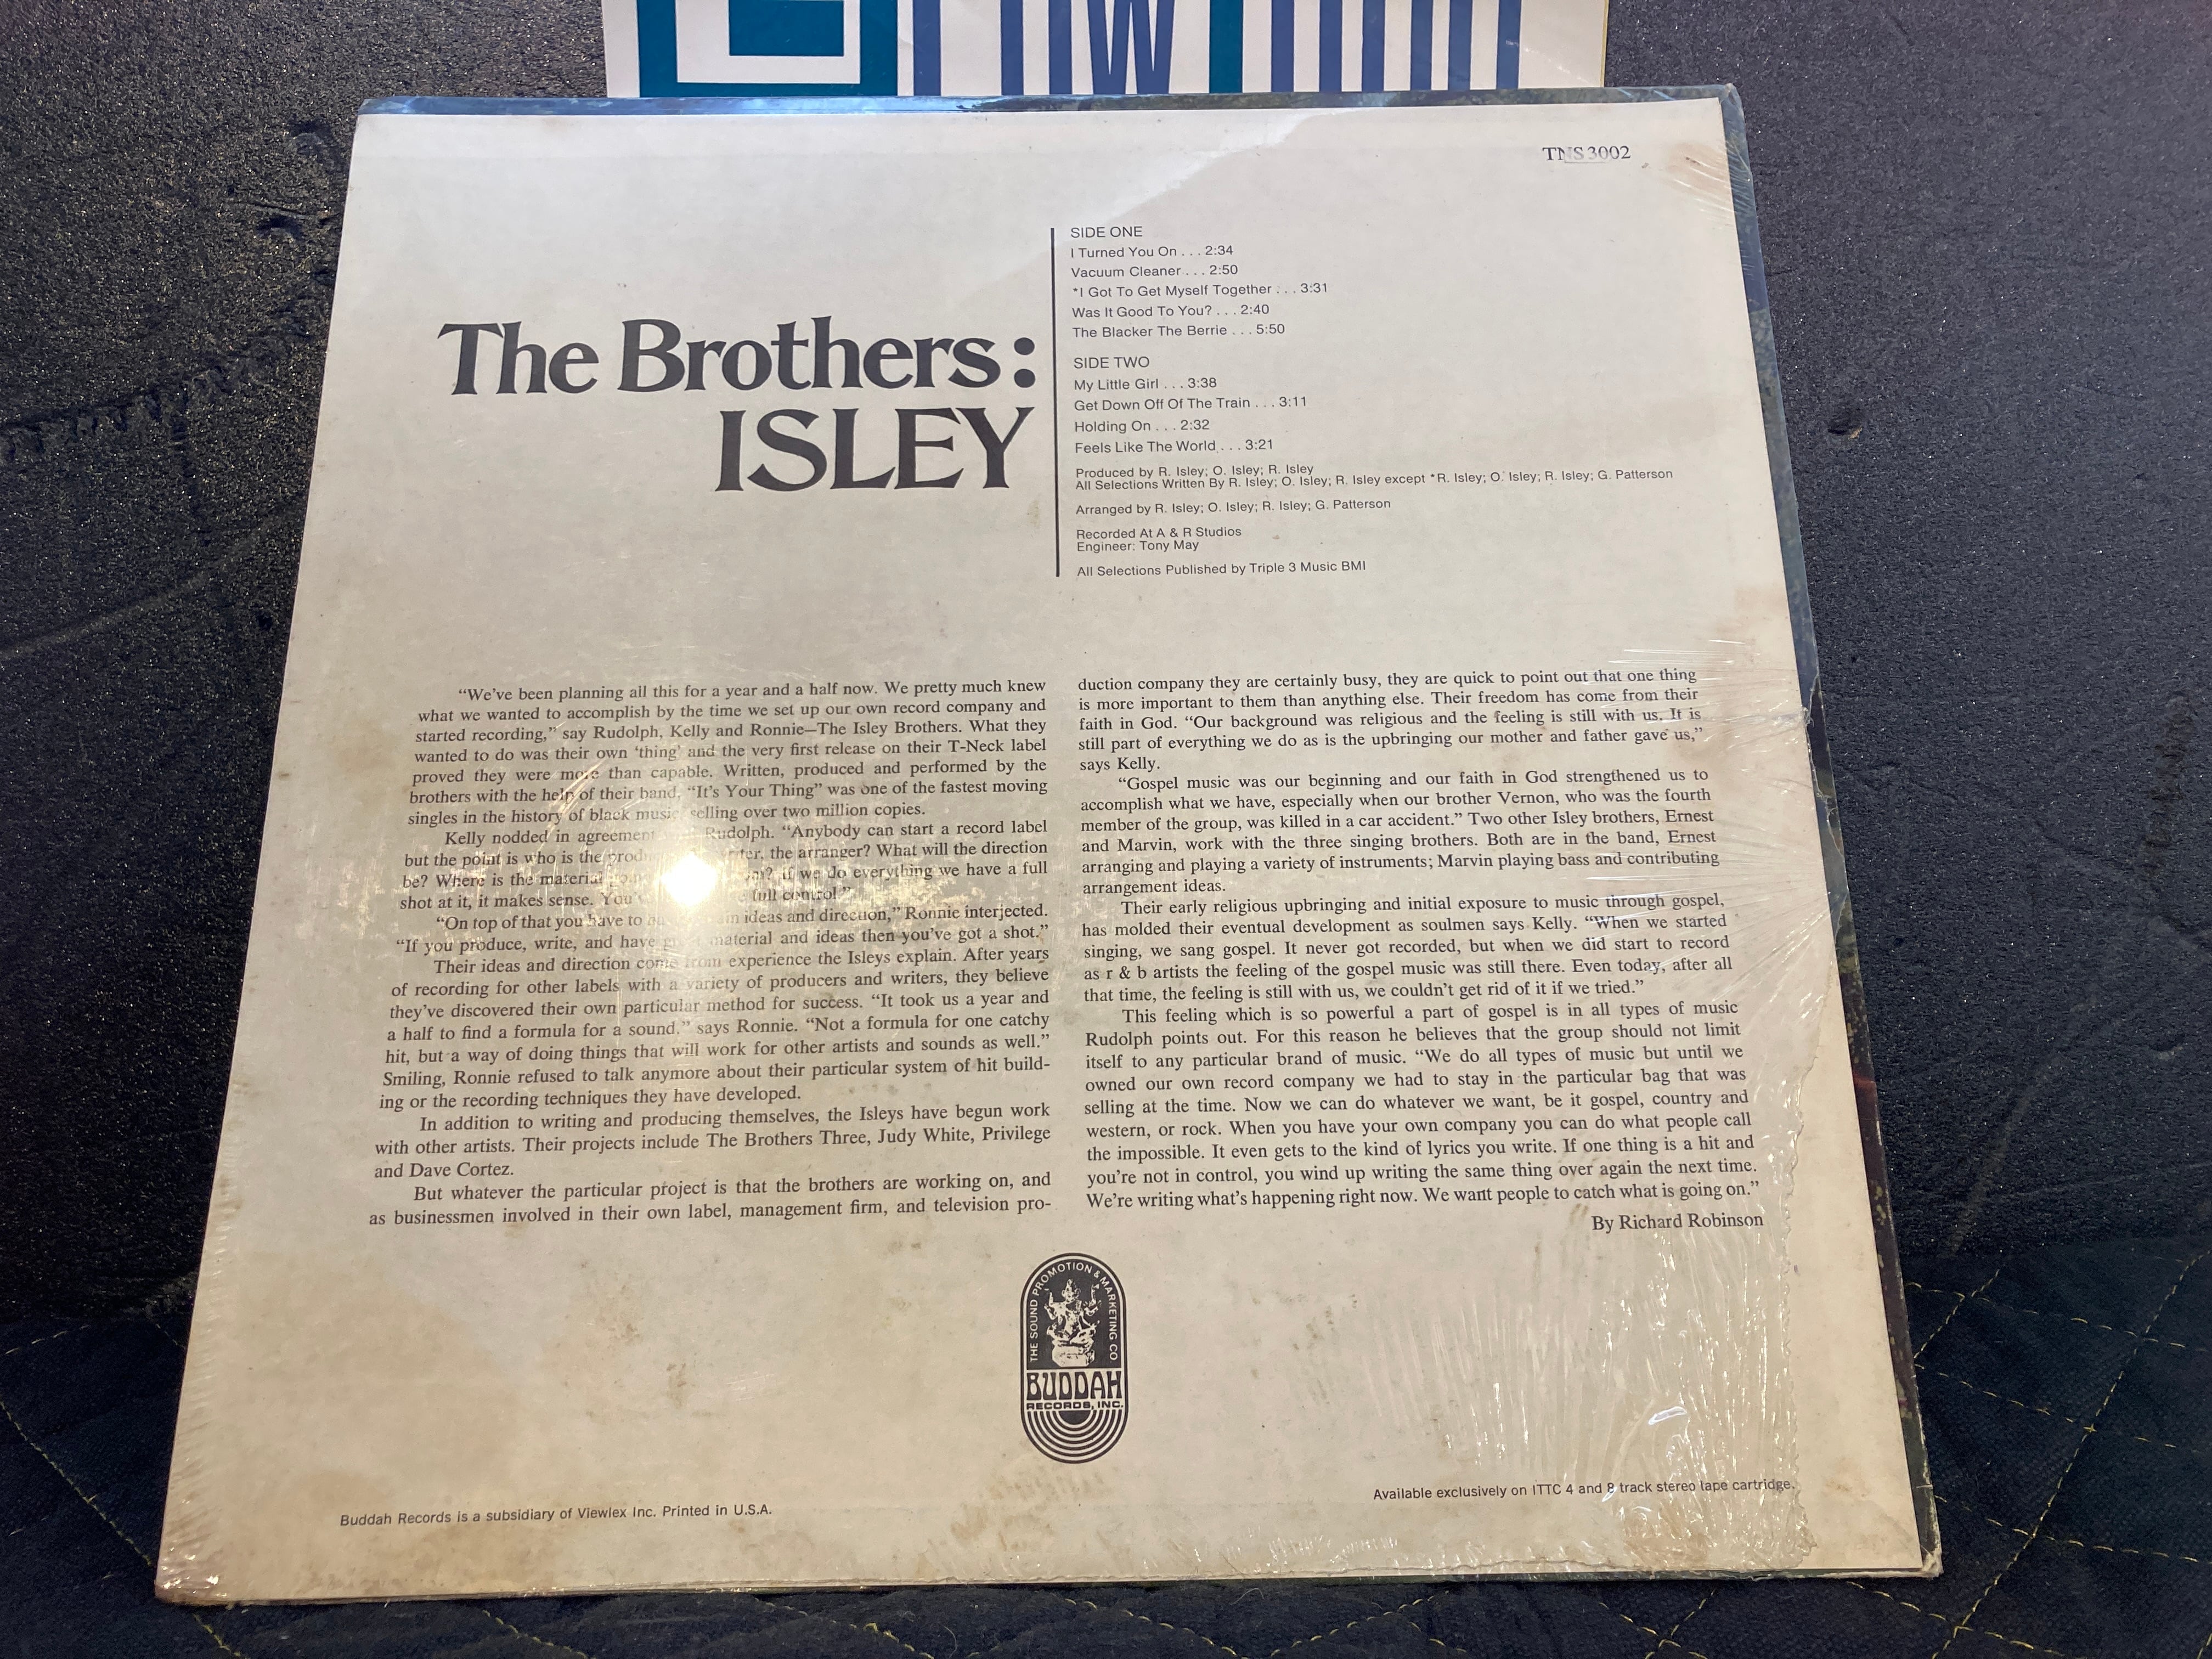 TNS 3002
The Brothers:
ISLEY
SIDE ONE
I Turned You On . . . 2:34
Vacuum Cleaner . . . 2:50
*I Got To Get Myself Together . . . 3:31
Was It Good To You? . . . 2:40
The Blacker The Berrie . . . 5:50
SIDE TWO
My Little Girl . . . 3:38
Get Down Off Of The Train . . . 3:11
Holding On . . . 2:32
Feels Like The World . . . 3:21
Produced by R. Isley; O. Isley; R. Isley
All Selections Written By R. Isley; O. Isley; R. Isley except *R. Isley; O. Isley; R. Isley; G. Patterson
Arranged by R. Isley; O. Isley; R. Isley; G. Patterson
Recorded At A & R Studios
Engineer: Tony May
All Selections Published by Triple 3 Music BMI
“We’ve been planning all this for a year and a half now. We pretty much knew
what we wanted to accomplish by the time we set up our own record company and
started recording,” say Rudolph, Kelly and Ronnie—The Isley Brothers. What they
wanted to do was their own ‘thing’ and the very first release on their T-Neck label
proved they were more than capable. Written, produced and performed by the
brothers with the help of their band, “It’s Your Thing” was one of the fastest moving
singles in the history of black music selling over two million copies.
Kelly nodded in agreement Rudolph. “Anybody can start a record label
but the point is who is the the arranger? What will the direction
be? Where is the material if we do everything we have a full
shot at it, it makes sense. You full control.”
“On top of that you have to ideas and direction,” Ronnie interjected.
“If you produce, write, and have material and ideas then you’ve got a shot.”
Their ideas and direction come from experience the Isleys explain. After years
of recording for other labels with a variety of producers and writers, they believe
they’ve discovered their own particular method for success. “It took us a year and
a half to find a formula for a sound,” says Ronnie. “Not a formula for one catchy
hit, but a way of doing things that will work for other artists and sounds as well.”
Smiling, Ronnie refused to talk anymore about their particular system of hit build-
ing or the recording techniques they have developed.
In addition to writing and producing themselves, the Isleys have begun work
with other artists. Their projects include The Brothers Three, Judy White, Privilege
and Dave Cortez.
But whatever the particular project is that the brothers are working on, and
as businessmen involved in their own label, management firm, and television pro-
duction company they are certainly busy, they are quick to point out that one thing
is more important to them than anything else. Their freedom has come from their
faith in God. “Our background was religious and the feeling is still with us. It is
still part of everything we do as is the upbringing our mother and father gave us,”
says Kelly.
“Gospel music was our beginning and our faith in God strengthened us to
accomplish what we have, especially when our brother Vernon, who was the fourth
member of the group, was killed in a car accident.” Two other Isley brothers, Ernest
and Marvin, work with the three singing brothers. Both are in the band, Ernest
arranging and playing a variety of instruments; Marvin playing bass and contributing
arrangement ideas.
Their early religious upbringing and initial exposure to music through gospel,
has molded their eventual development as soulmen says Kelly. “When we started
singing, we sang gospel. It never got recorded, but when we did start to record
as r & b artists the feeling of the gospel music was still there. Even today, after all
that time, the feeling is still with us, we couldn’t get rid of it if we tried.”
This feeling which is so powerful a part of gospel is in all types of music
Rudolph points out. For this reason he believes that the group should not limit
itself to any particular brand of music. “We do all types of music but until we
owned our own record company we had to stay in the particular bag that was
selling at the time. Now we can do whatever we want, be it gospel, country and
western, or rock. When you have your own company you can do what people call
the impossible. It even gets to the kind of lyrics you write. If one thing is a hit and
you’re not in control, you wind up writing the same thing over again the next time.
We’re writing what’s happening right now. We want people to catch what is going on.”
By Richard Robinson
THE SOUND PROMOTION & MARKETING CO
BUDDAH
RECORDS, INC.
Buddah Records is a subsidiary of Viewlex Inc. Printed in U.S.A.
Available exclusively on ITTC 4 and 8 track stereo tape cartridge.